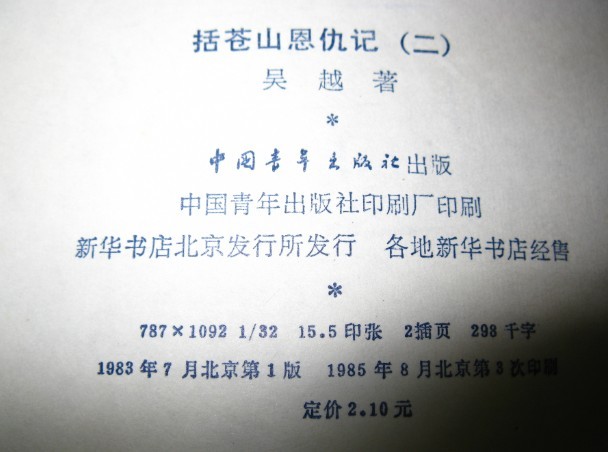 括苍山恩仇记（二）
吴越著
*
中国青年出版社出版
中国青年出版社印刷厂印刷
新华书店北京发行所发行 各地新华书店经售
*
787×1092 1/32 15.5印张 2插页 298千字
1983年7月北京第1版 1985年8月北京第3次印刷
定价2.10元